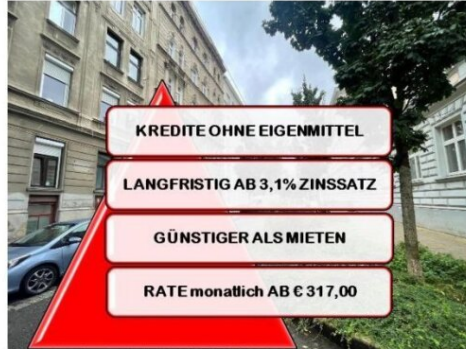 KREDITE OHNE EIGENMITTEL
LANGFRISTIG AB 3,1% ZINSSATZ
GÜNSTIGER ALS MIETEN
RATE monatlich AB € 317,00